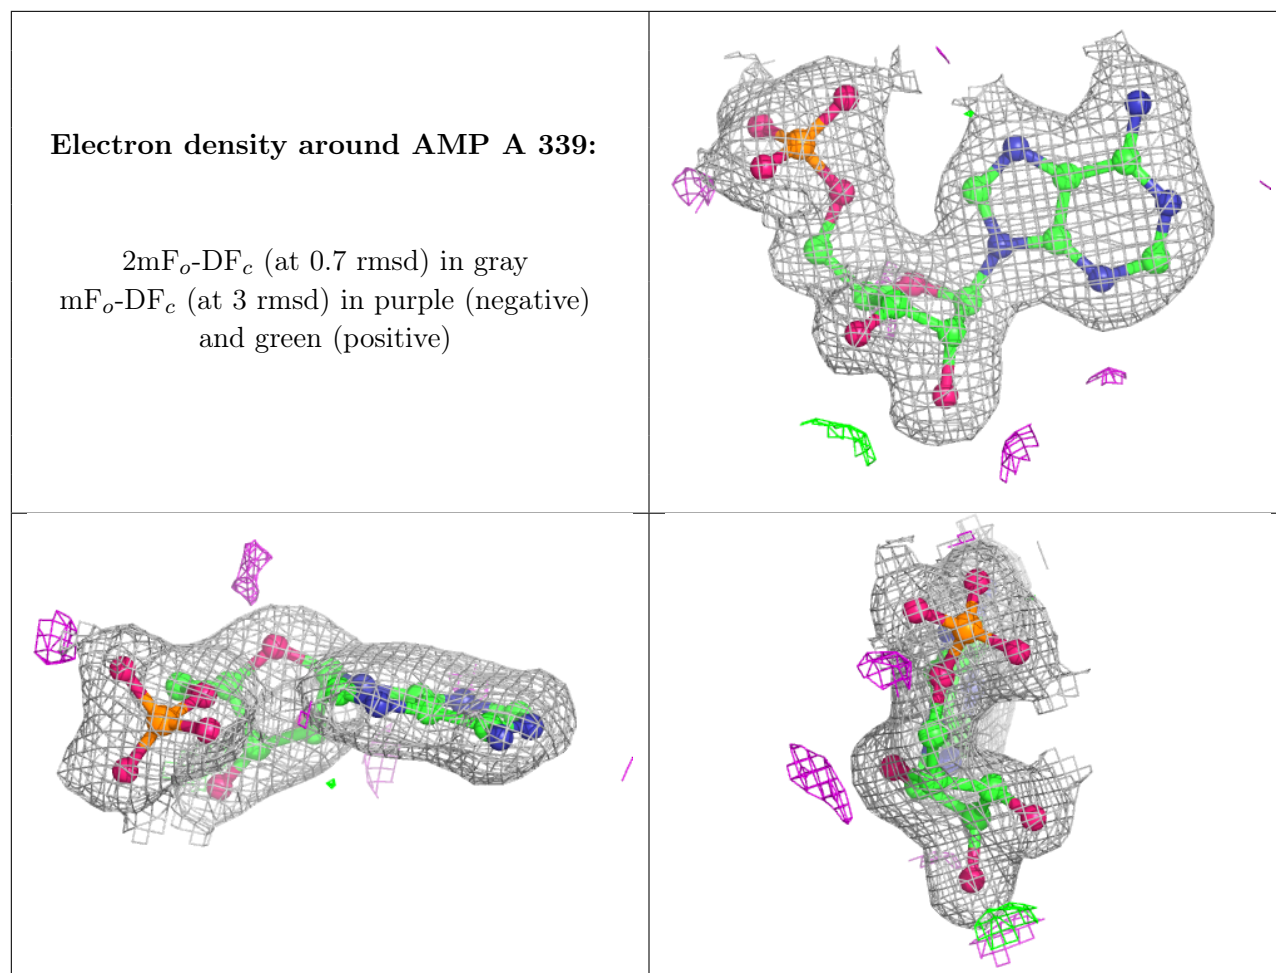 Electron density around AMP A 339:
2mFo-DFc (at 0.7 rmsd) in gray
mFo-DFc (at 3 rmsd) in purple (negative)
and green (positive)